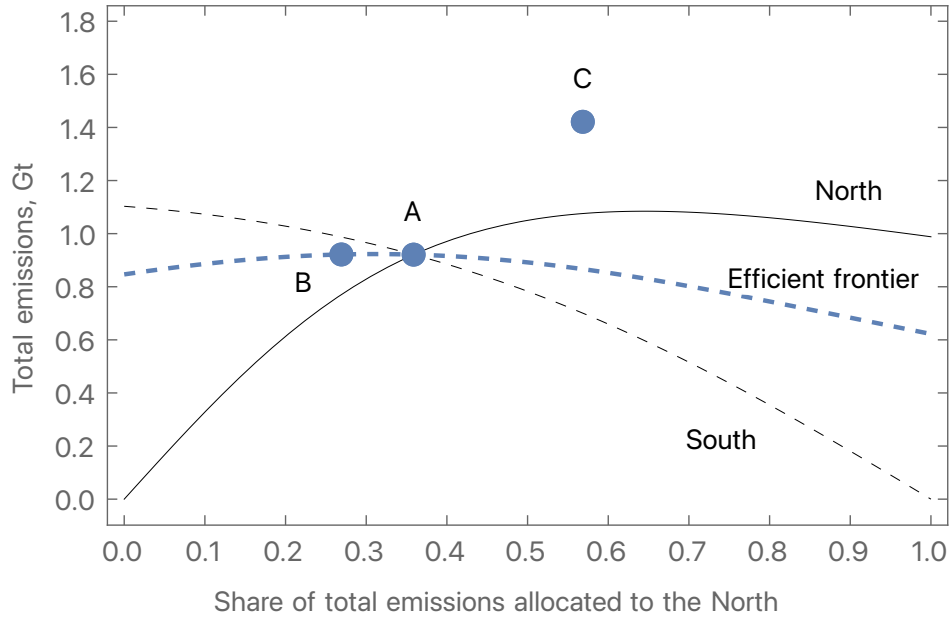 1.8
1.6
C
1.4
1.2
North
A
1.0
B
Efficient frontier
0.8
0.6
0.4
South
0.2
0.0
Total emissions, Gt
0.0 0.1 0.2 0.3 0.4 0.5 0.6 0.7 0.8 0.9 1.0
Share of total emissions allocated to the North